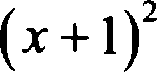 (x + 1)²